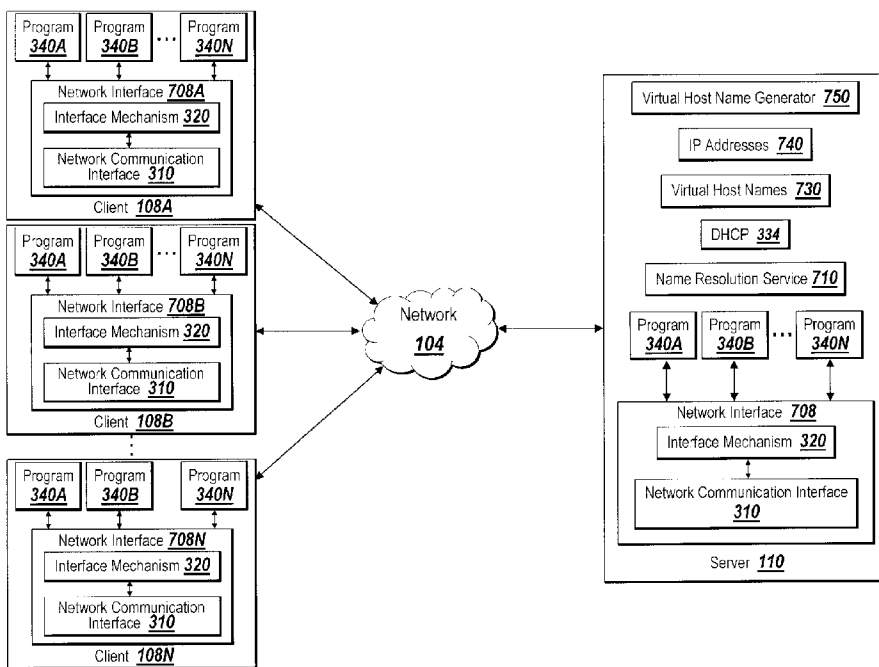 Program Program ... Program
340A 340B 340N
Network Interface 708A
Interface Mechanism 320
Network Communication
Interface 310
Client 108A
Program Program ... Program
340A 340B 340N
Network Interface 708B
Interface Mechanism 320
Network Communication
Interface 310
Client 108B
Program Program Program
340A 340B 340N
Network Interface 708N
Interface Mechanism 320
Network Communication
Interface 310
Client 108N
Network
104
Virtual Host Name Generator 750
IP Addresses 740
Virtual Host Names 730
DHCP 334
Name Resolution Service 710
Program Program ... Program
340A 340B 340N
Network Interface 708
Interface Mechanism 320
Network Communication Interface
310
Server 110